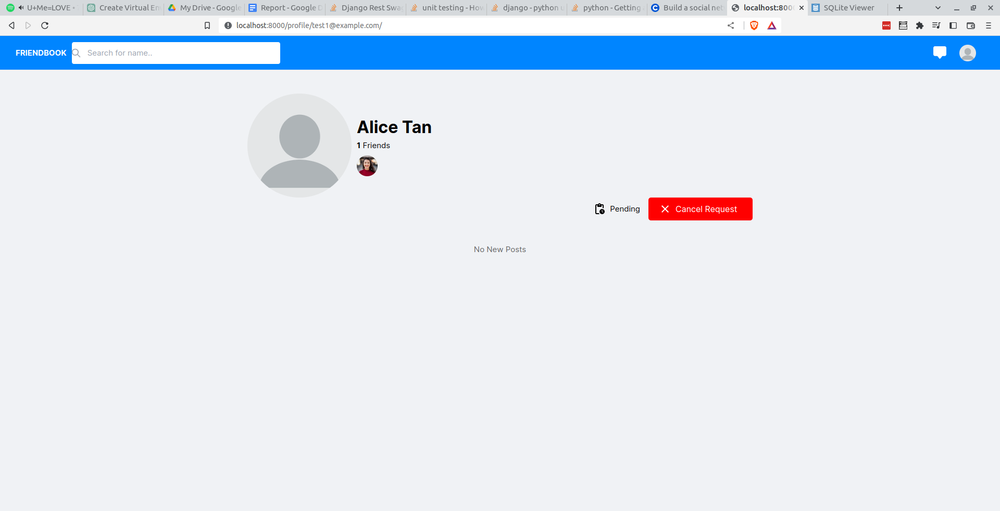 U+Me=LOVE •
Create Virtual En
My Drive - Google
Report - Google D
Django Rest Swa
unit testing - How
django - python u
python - Getting
Build a social net
localhost:8000
SQLite Viewer
localhost:8000/profile/test1@example.com/
FRIENDBOOK
Search for name..
Alice Tan
1 Friends
Pending
Cancel Request
No New Posts